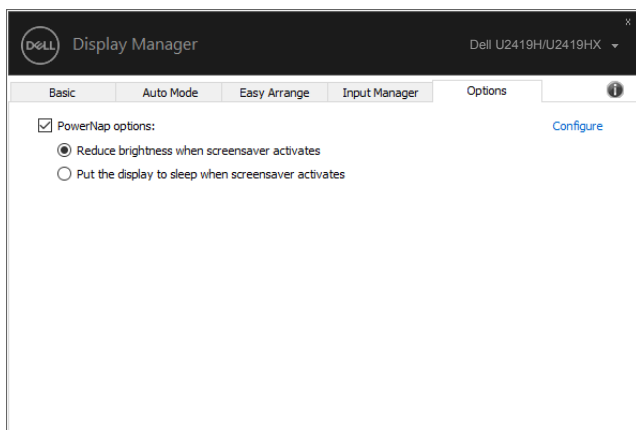 DELL Display Manager Dell U2419H/U2419HX
x
Basic Auto Mode Easy Arrange Input Manager Options
PowerNap options: Configure
Reduce brightness when screensaver activates
Put the display to sleep when screensaver activates